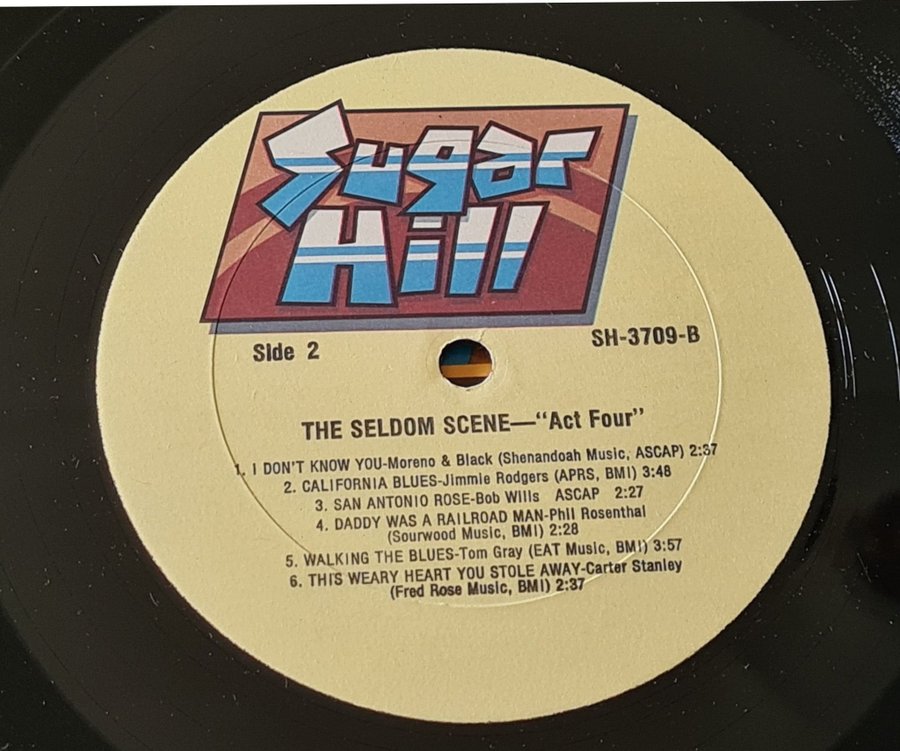 Sugar
Hill
Side 2
SH-3709-B
THE SELDOM SCENE—"Act Four"
1. I DON'T KNOW YOU-Moreno & Black (Shenandoah Music, ASCAP) 2:37
2. CALIFORNIA BLUES-Jimmie Rodgers (APRS, BMI) 3:48
3. SAN ANTONIO ROSE-Bob Wills ASCAP 2:27
4. DADDY WAS A RAILROAD MAN-Phil Rosenthal
(Sourwood Music, BMI) 2:28
5. WALKING THE BLUES-Tom Gray (EAT Music, BMI) 3:57
6. THIS WEARY HEART YOU STOLE AWAY-Carter Stanley
(Fred Rose Music, BMI) 2:37